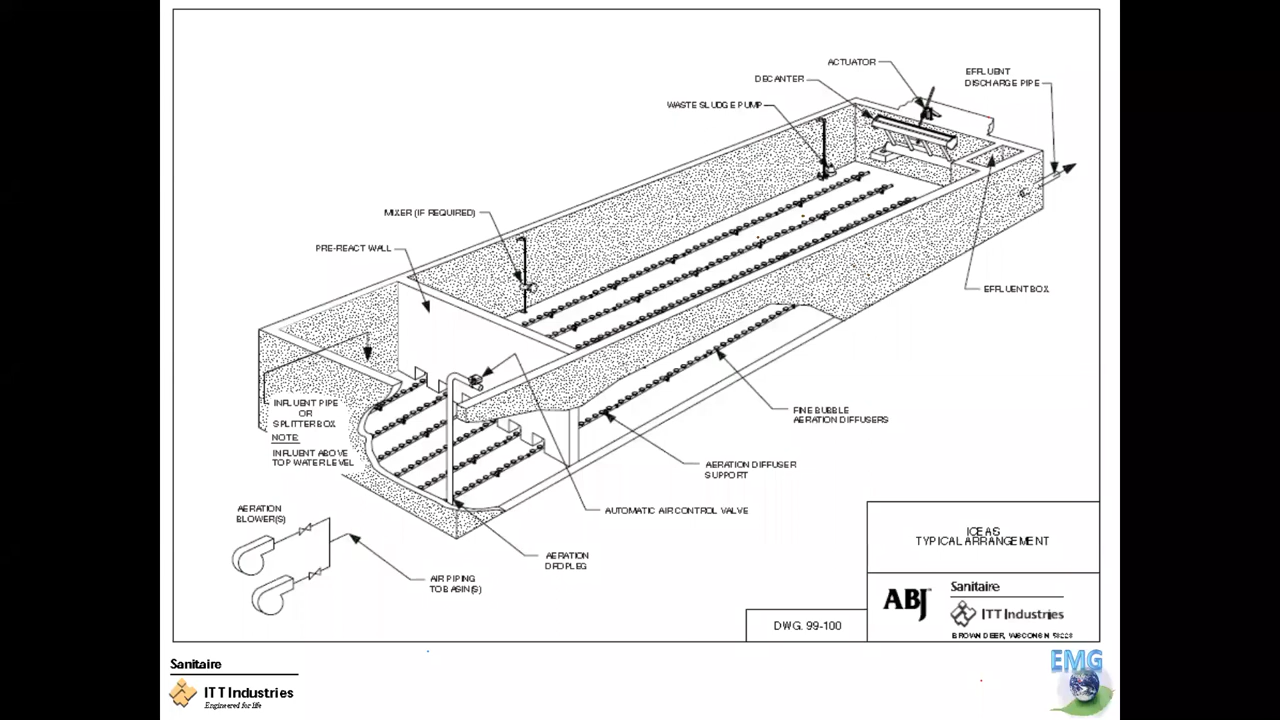 ACTUATOR
EFFLUENT
DISCHARGE PIPE
DECANTER
WASTE SLUDGE PUMP
MIXER (IF REQUIRED)
PRE-REACT WALL
EFFLUENT BOX
INFLUENT PIPE
OR
SPLITTER BOX
NOTE
INFLUENT ABOVE
TOP WATER LEVEL
FINE BUBBLE
AERATION DIFFUSERS
AERATION DIFFUSER
SUPPORT
AUTOMATIC AIR CONTROL VALVE
AERATION
BLOWER(S)
AERATION
DROPLEG
AIR PIPING
TO BASIN(S)
ICEAS
TYPICAL ARRANGEMENT
ABJ
Sanitaire
ITT Industries
BROWN DEER, WISCONSIN
DWG. 99-100
Sanitaire
ITT Industries
Engineered for life
EMG